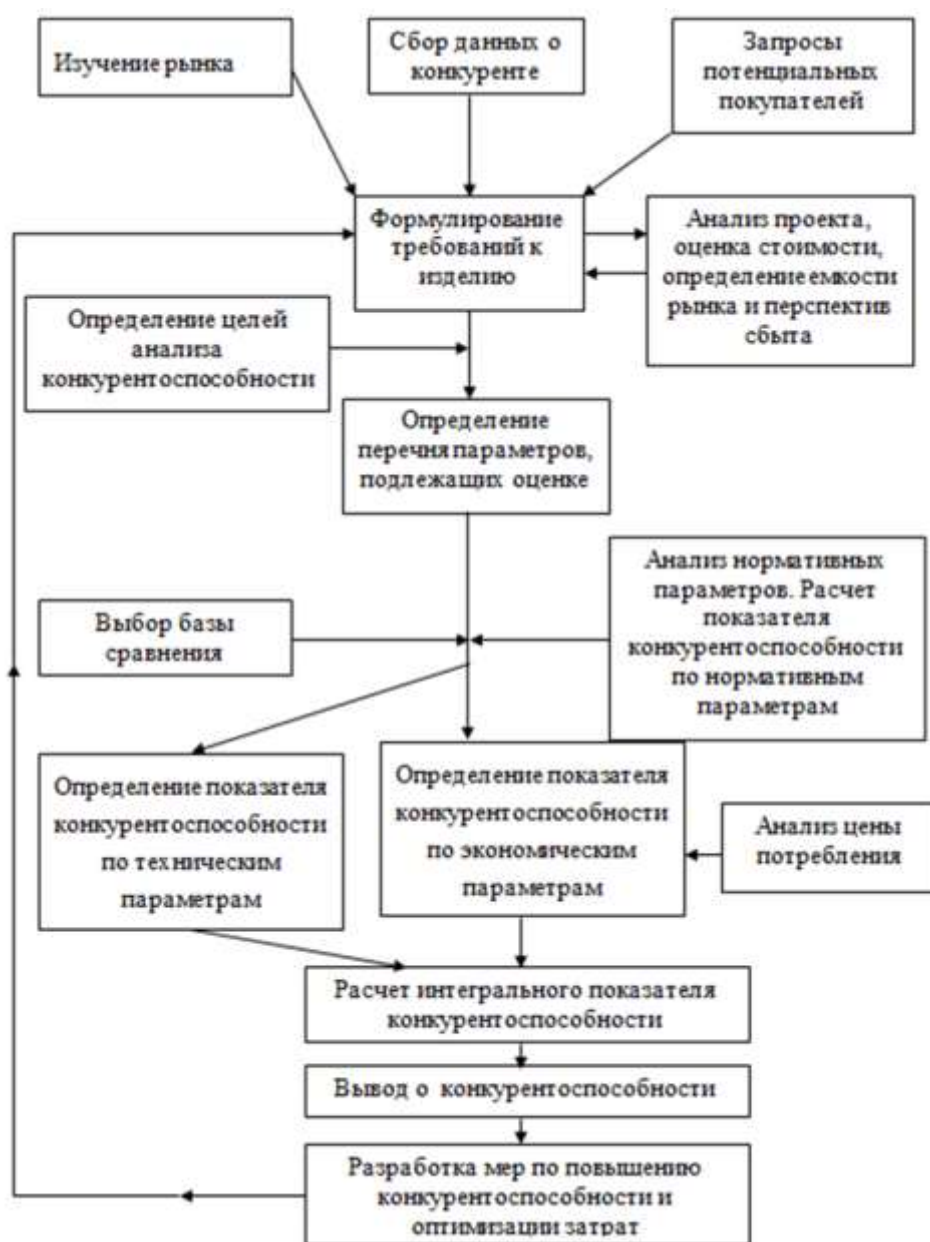 Изучение рынка
Сбор данных о
конкуренте
Запросы
потенциальных
покупателей
Формулирование
требований к
изделию
Анализ проекта,
оценка стоимости,
определение емкости
рынка и перспектив
сбыта
Определение целей
анализа
конкурентоспособности
Определение
перечня параметров,
подлежащих оценке
Анализ нормативных
параметров. Расчет
показателя
конкурентоспособности
по нормативным
параметрам
Выбор базы
сравнения
Определение показателя
конкурентоспособности
по техническим
параметрам
Определение показателя
конкурентоспособности
по экономическим
параметрам
Анализ цены
потребления
Расчет интегрального показателя
конкурентоспособности
Вывод о конкурентоспособности
Разработка мер по повышению
конкурентоспособности и
оптимизации затрат